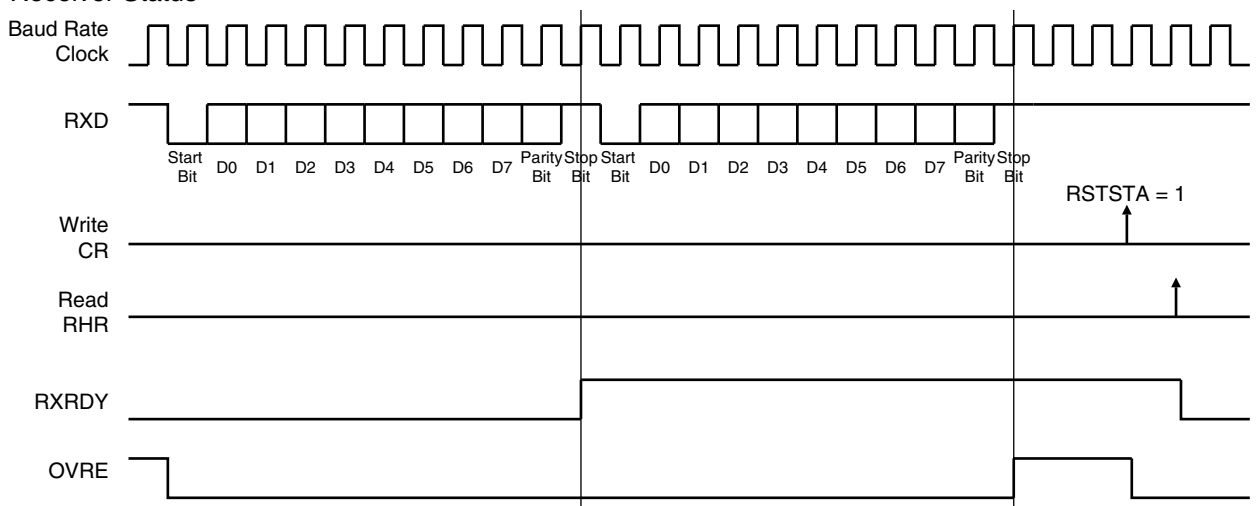 Receiver Status
Baud Rate
Clock
RXD
Start
Bit
D0
D1
D2
D3
D4
D5
D6
D7
Parity
Bit
Stop
Bit
Start
Bit
D0
D1
D2
D3
D4
D5
D6
D7
Parity
Bit
Stop
Bit
RSTSTA = 1
Write
CR
Read
RHR
RXRDY
OVRE